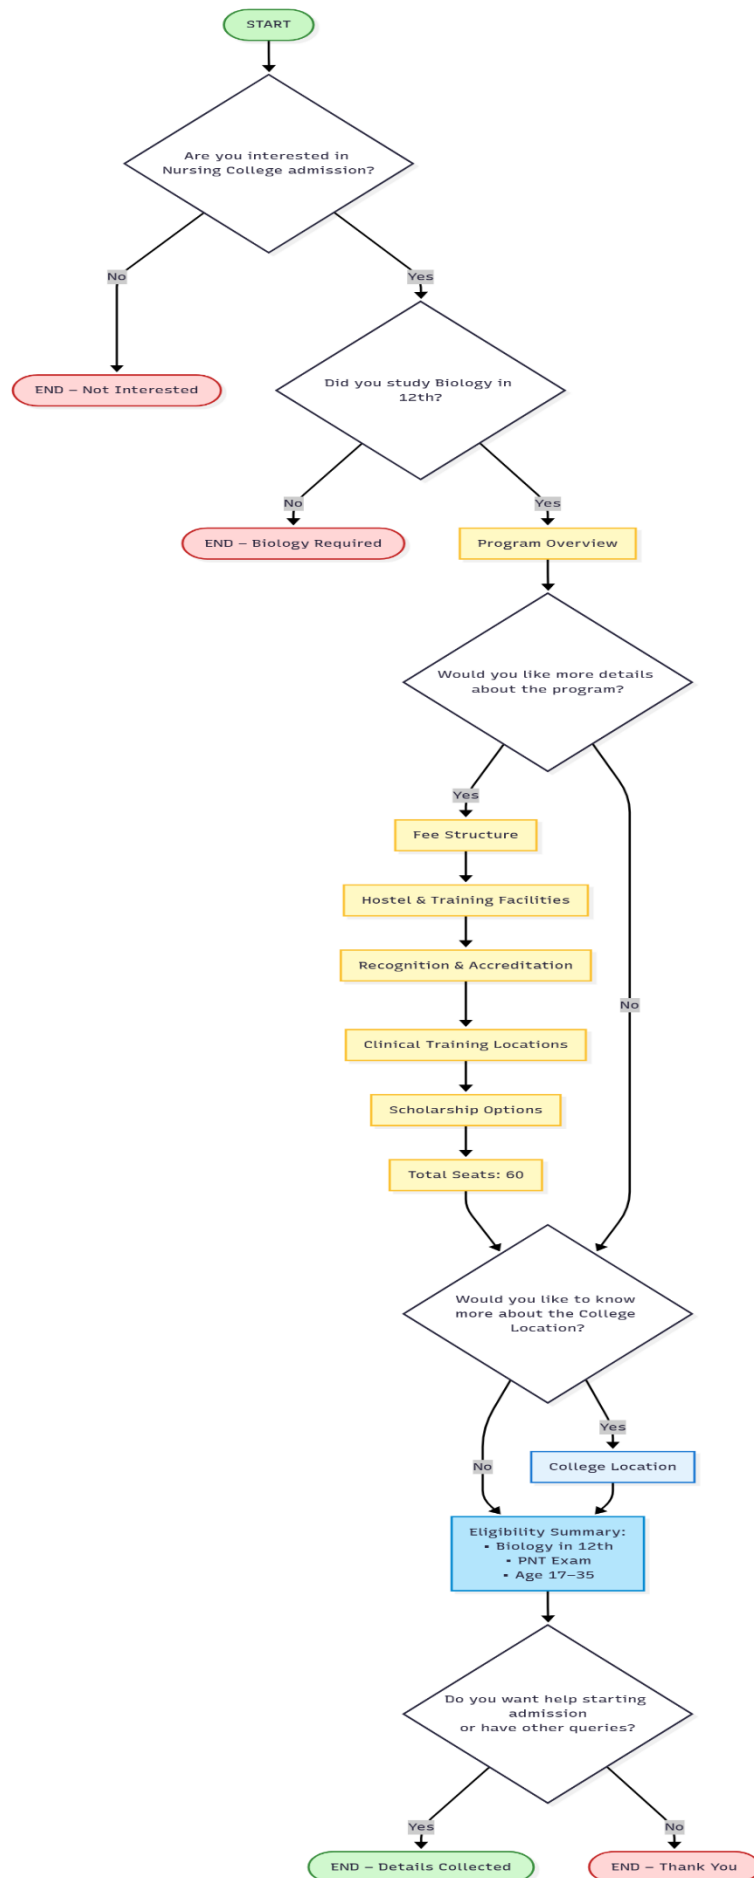 START
Are you interested in
Nursing College admission?
No
Yes
END – Not Interested
Did you study Biology in
12th?
No
Yes
END – Biology Required
Program Overview
Would you like more details
about the program?
Yes
Fee Structure
Hostel & Training Facilities
Recognition & Accreditation
No
Clinical Training Locations
Scholarship Options
Total Seats: 60
Would you like to know
more about the College
Location?
Yes
No
College Location
Eligibility Summary:
• Biology in 12th
• PNT Exam
• Age 17–35
Do you want help starting
admission
or have other queries?
Yes
No
END – Details Collected
END – Thank You